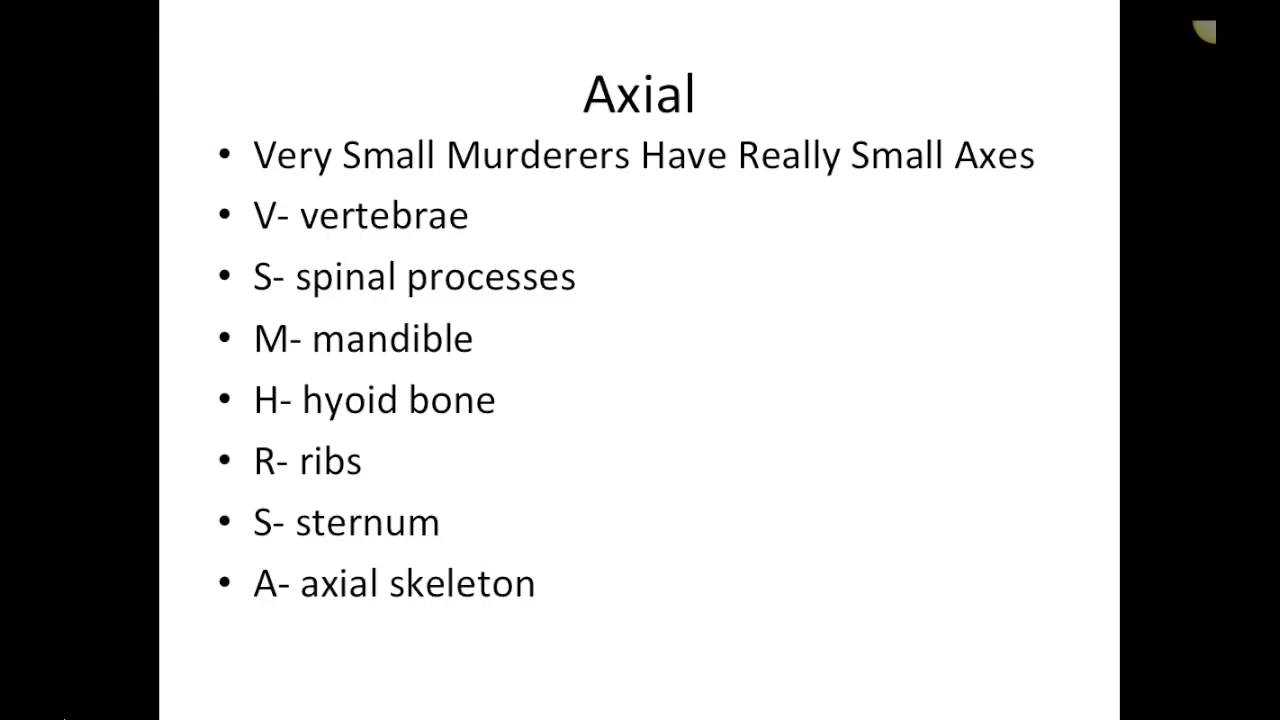 Axial
• Very Small Murderers Have Really Small Axes
• V- vertebrae
• S- spinal processes
• M- mandible
• H- hyoid bone
• R- ribs
• S- sternum
• A- axial skeleton